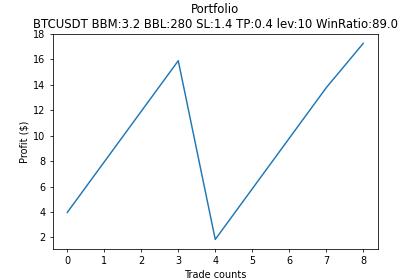 Portfolio
BTCUSDT BBM:3.2 BBL:280 SL:1.4 TP:0.4 lev:10 WinRatio:89.0
18
16
14
12
10
8
6
4
2
Profit ($)
0 1 2 3 4 5 6 7 8
Trade counts